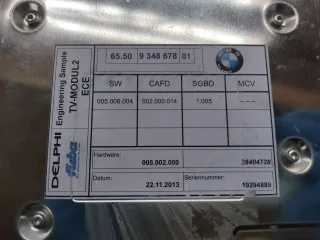 65.50 9 348 678 01
BMW
SW CAFD SGBD MCV
005.006.004 002.000.014 1.005 ---
Hardware: 005.002.000 28404728
Datum: 22.11.2013 Seriennummer: 19294889
Engineering Sample
TV-MODUL2
ECE
DELPHI